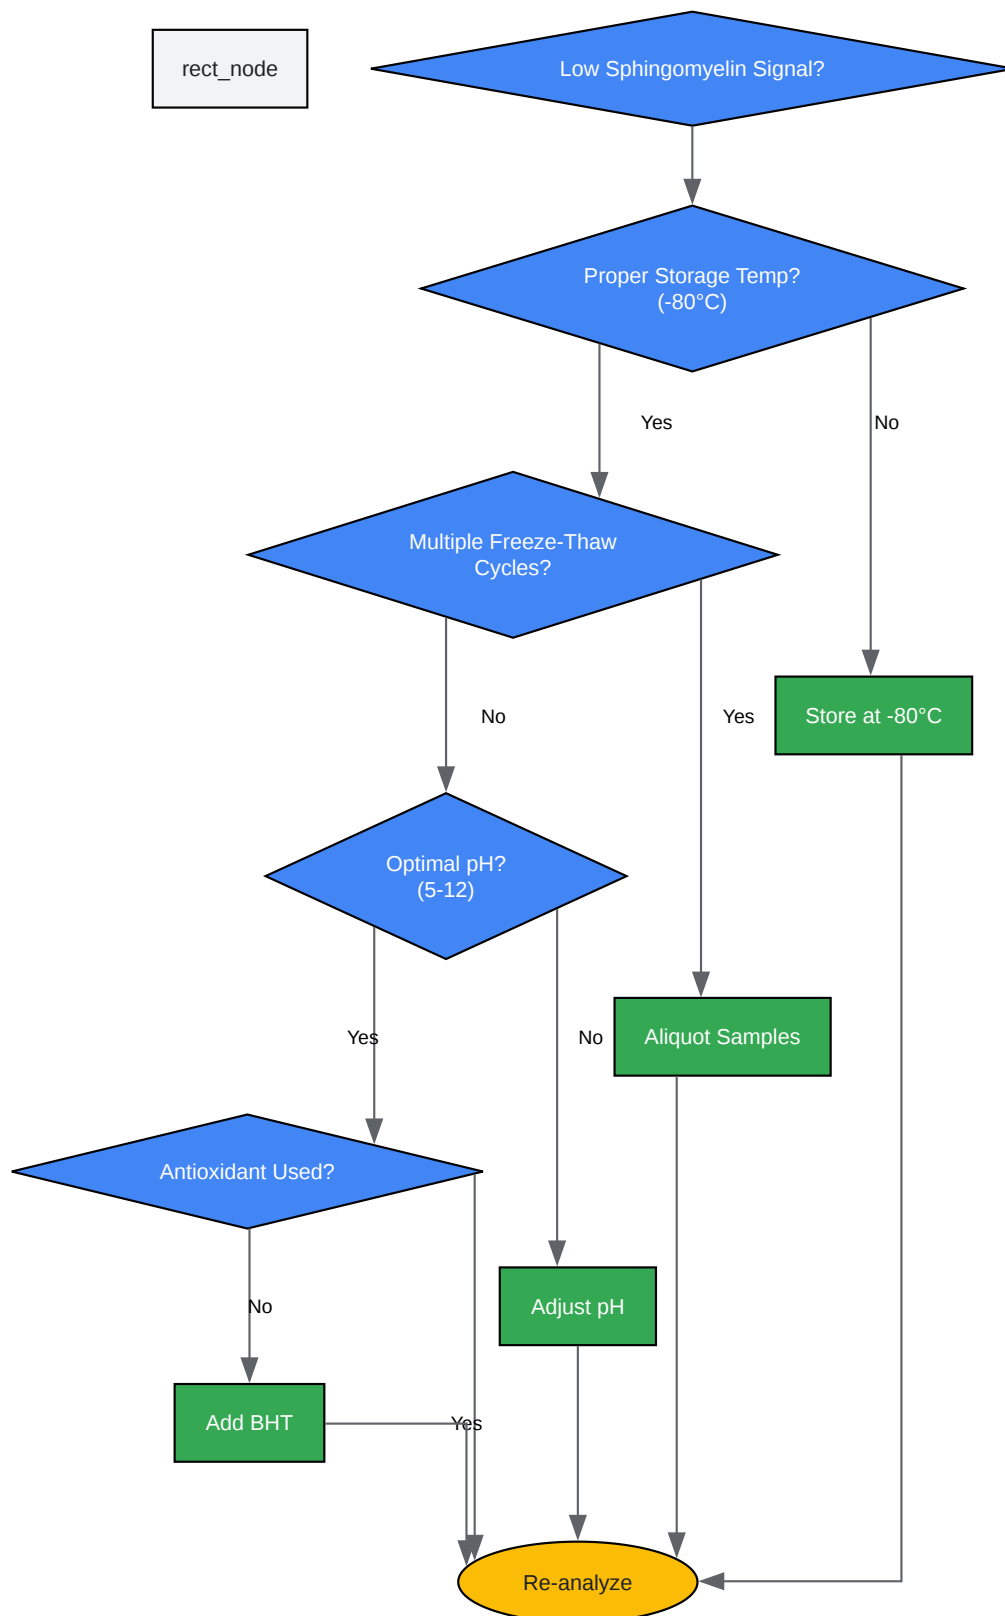 rect_node
Low Sphingomyelin Signal?
Proper Storage Temp?
(-80°C)
Yes
No
Multiple Freeze-Thaw
Cycles?
No
Yes
Store at -80°C
Optimal pH?
(5-12)
Yes
No
Aliquot Samples
Antioxidant Used?
No
Adjust pH
Add BHT
Yes
Re-analyze